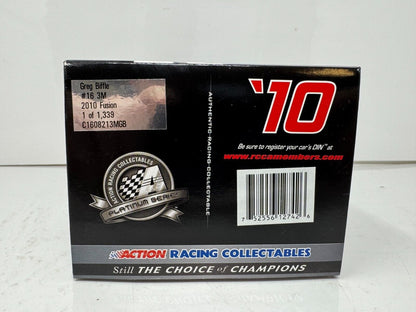 Greg Biffle
#16 3M
2010 Fusion
1 of 1,339
C1608213MGB
ACTION RACING COLLECTABLES
PLATINUM SERIES
AUTHENTIC RACING COLLECTABLE
'10
Be sure to register your car's DIN™ at
www.rccamembers.com
7 52556 12742 6
ACTION RACING COLLECTABLES
Still THE CHOICE of CHAMPIONS